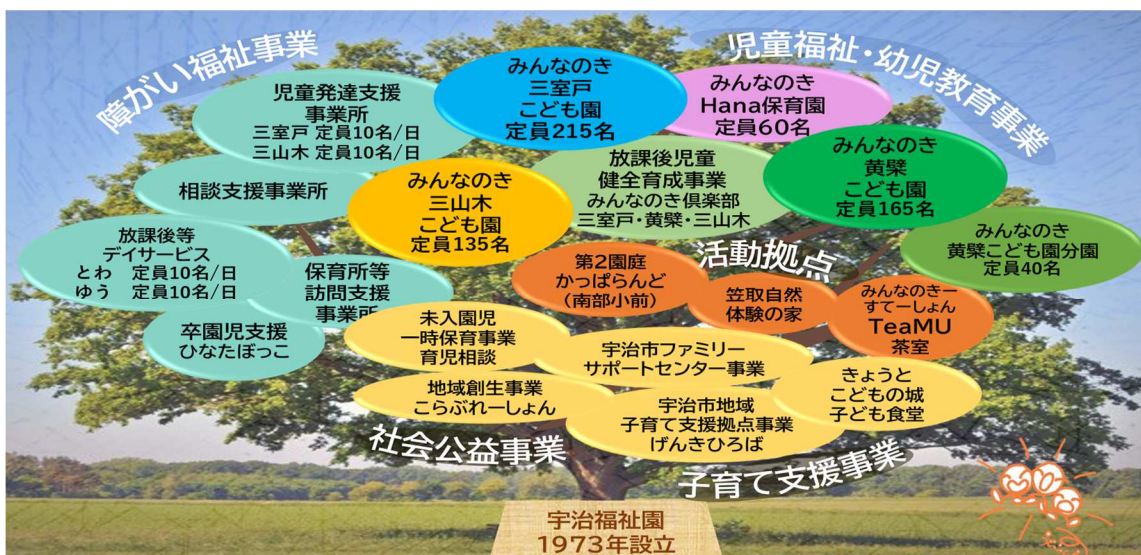 障がい福祉事業
児童福祉・幼児教育事業
児童発達支援
事業所
三室戸 定員10名/日
三山木 定員10名/日
みんなのき
三室戸
こども園
定員215名
みんなのき
Hana保育園
定員60名
相談支援事業所
みんなのき
三山木
こども園
定員135名
放課後児童
健全育成事業
みんなのき倶楽部
三室戸・黄檗・三山木
みんなのき
黄檗
こども園
定員165名
みんなのき
黄檗こども園分園
定員40名
放課後等
デイサービス
とわ 定員10名/日
ゆう 定員10名/日
保育所等
訪問支援
事業所
卒園児支援
ひなたぼっこ
活動拠点
第2園庭
かっぱらんど
(南部小前)
笠取自然
体験の家
みんなのきー
すてーしょん
TeaMU
茶室
未入園児
一時保育事業
育児相談
宇治市ファミリー
サポートセンター事業
地域創生事業
こらぶれーしょん
宇治市地域
子育て支援拠点事業
げんきひろば
きょうと
こどもの城
子ども食堂
社会公益事業
子育て支援事業
宇治福祉園
1973年設立